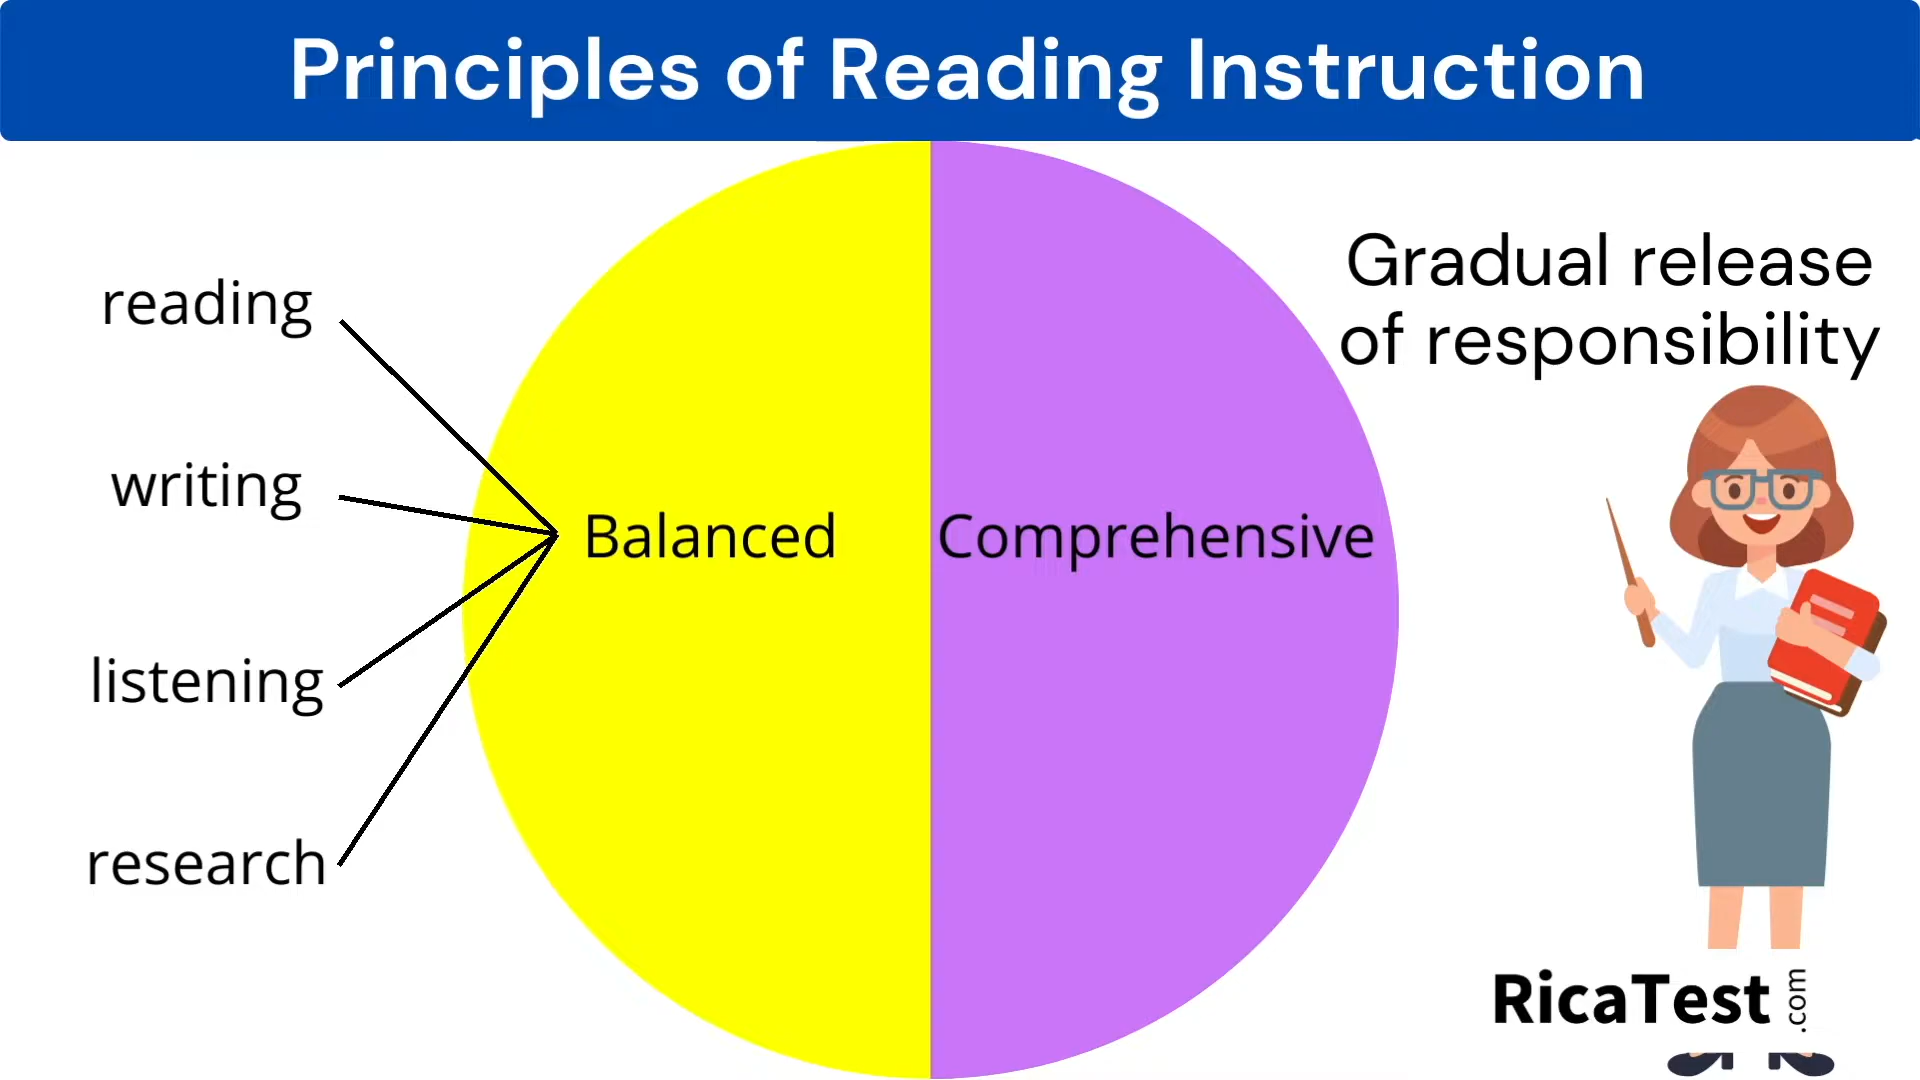 Principles of Reading Instruction
reading
writing
listening
research
Balanced
Comprehensive
Gradual release
of responsibility
RicaTest.com